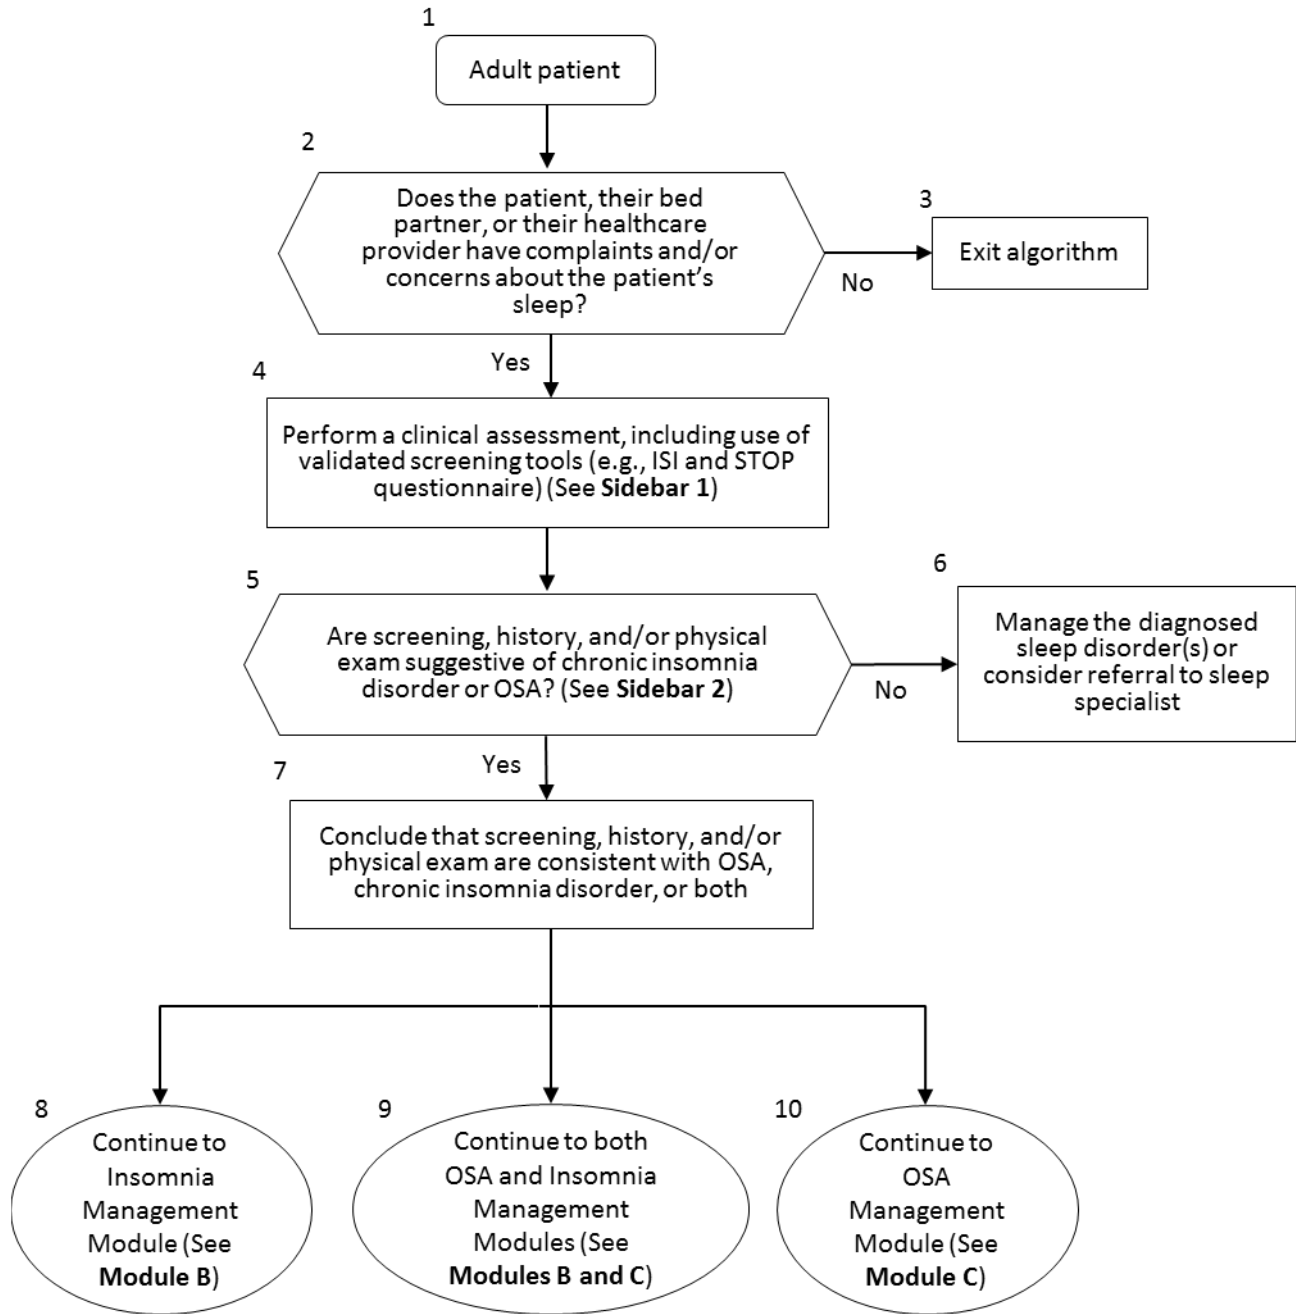 1
Adult patient
2
Does the patient, their bed
partner, or their healthcare
provider have complaints and/or
concerns about the patient's
sleep?
No
3
Exit algorithm
Yes
4
Perform a clinical assessment, including use of
validated screening tools (e.g., ISI and STOP
questionnaire) (See Sidebar 1)
5
Are screening, history, and/or physical
exam suggestive of chronic insomnia
disorder or OSA? (See Sidebar 2)
No
6
Manage the diagnosed
sleep disorder(s) or
consider referral to sleep
specialist
Yes
7
Conclude that screening, history, and/or
physical exam are consistent with OSA,
chronic insomnia disorder, or both
8
Continue to
Insomnia
Management
Module (See
Module B)
9
Continue to both
OSA and Insomnia
Management
Modules (See
Modules B and C)
10
Continue to
OSA
Management
Module (See
Module C)